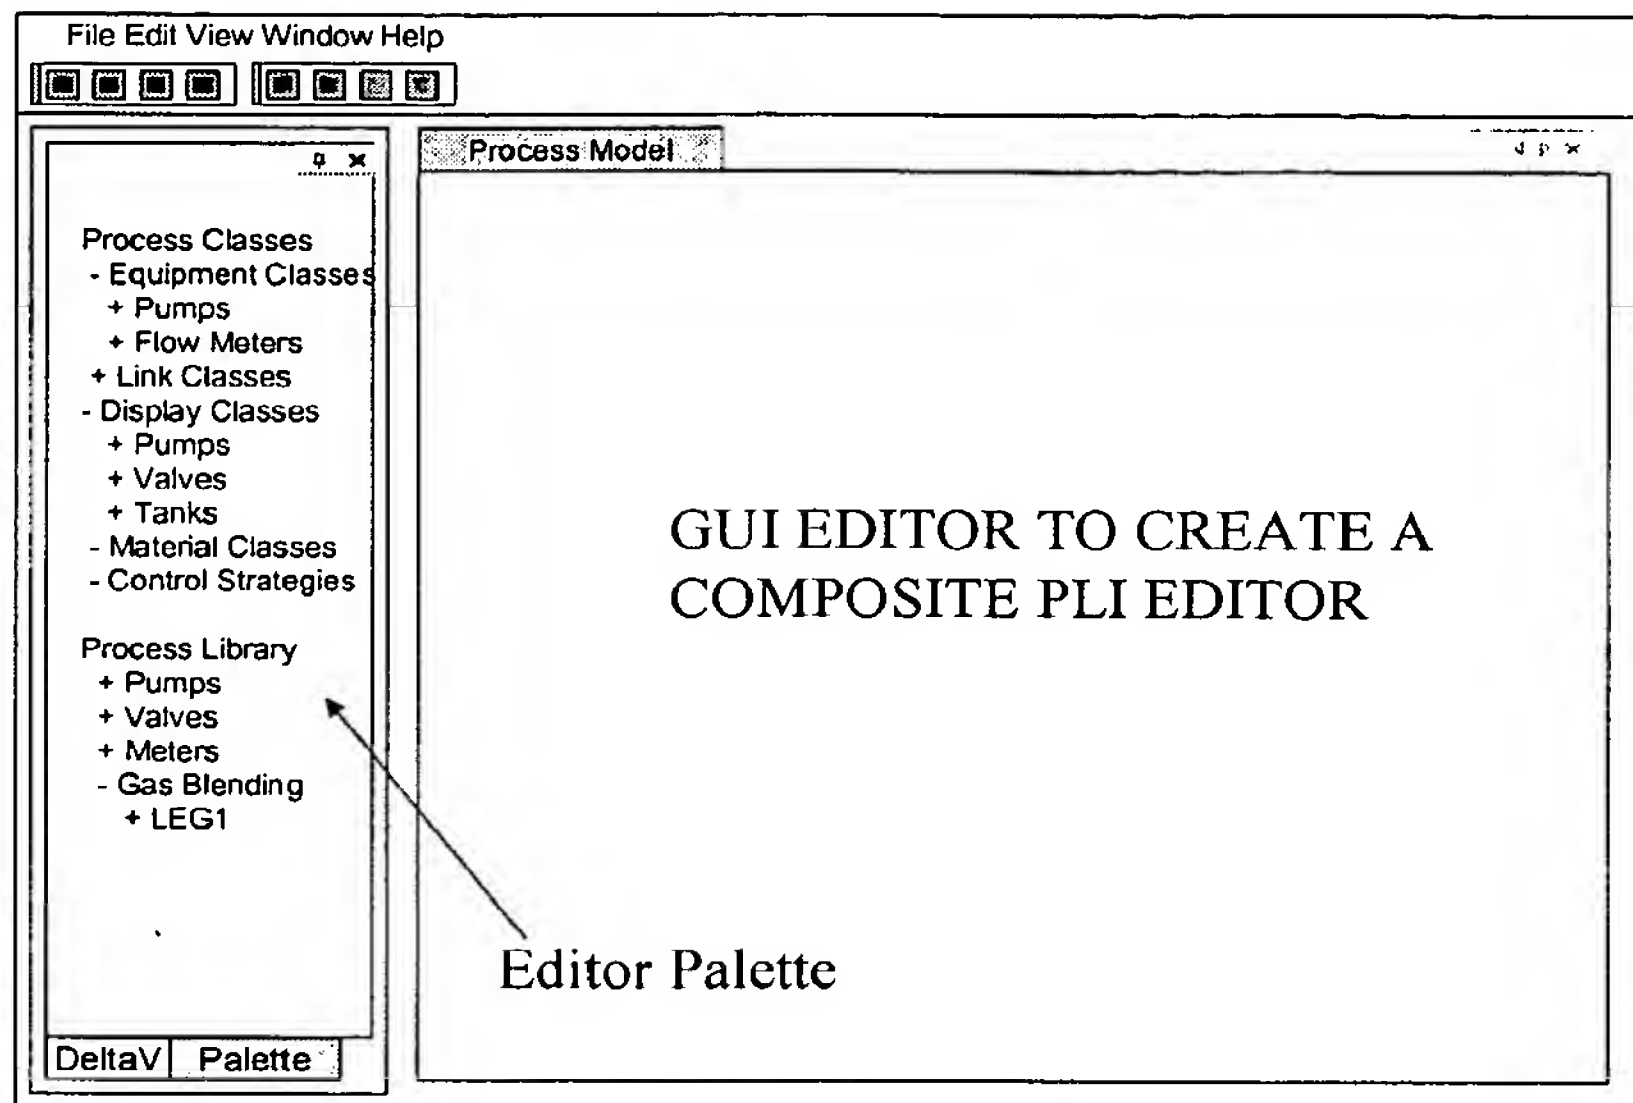 File Edit View Window Help
Process Model
Process Classes
- Equipment Classes
+ Pumps
+ Flow Meters
+ Link Classes
- Display Classes
+ Pumps
+ Valves
+ Tanks
- Material Classes
- Control Strategies
Process Library
+ Pumps
+ Valves
+ Meters
- Gas Blending
+ LEG1
GUI EDITOR TO CREATE A
COMPOSITE PLI EDITOR
Editor Palette
DeltaV Palette